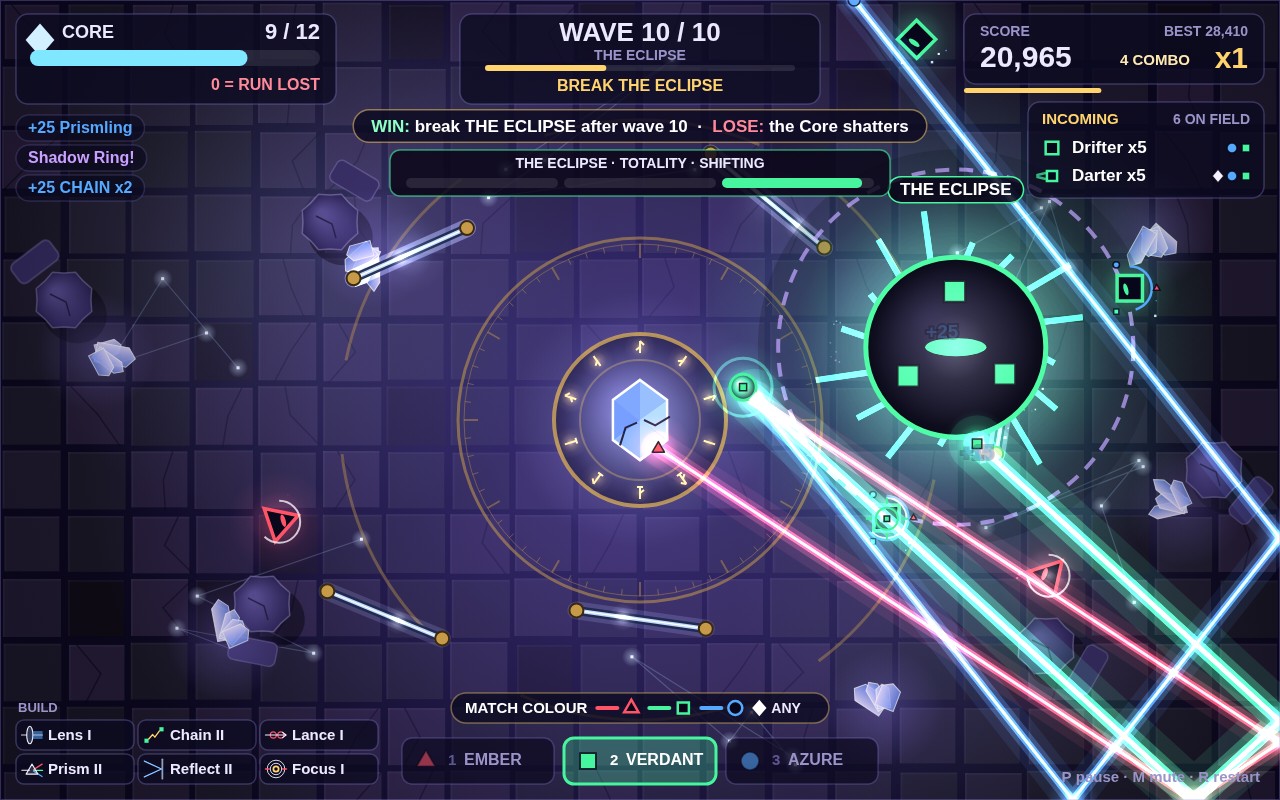 CORE
9 / 12
0 = RUN LOST
WAVE 10 / 10
THE ECLIPSE
BREAK THE ECLIPSE
SCORE
BEST 28,410
20,965
4 COMBO
x1
+25 Prismling
Shadow Ring!
+25 CHAIN x2
WIN: break THE ECLIPSE after wave 10 · LOSE: the Core shatters
THE ECLIPSE · TOTALITY · SHIFTING
INCOMING
6 ON FIELD
Drifter x5
Darter x5
THE ECLIPSE
+25
BUILD
Lens I
Chain II
Lance I
Prism II
Reflect II
Focus I
MATCH COLOUR
ANY
1 EMBER
2 VERDANT
3 AZURE
P pause · M mute · R restart